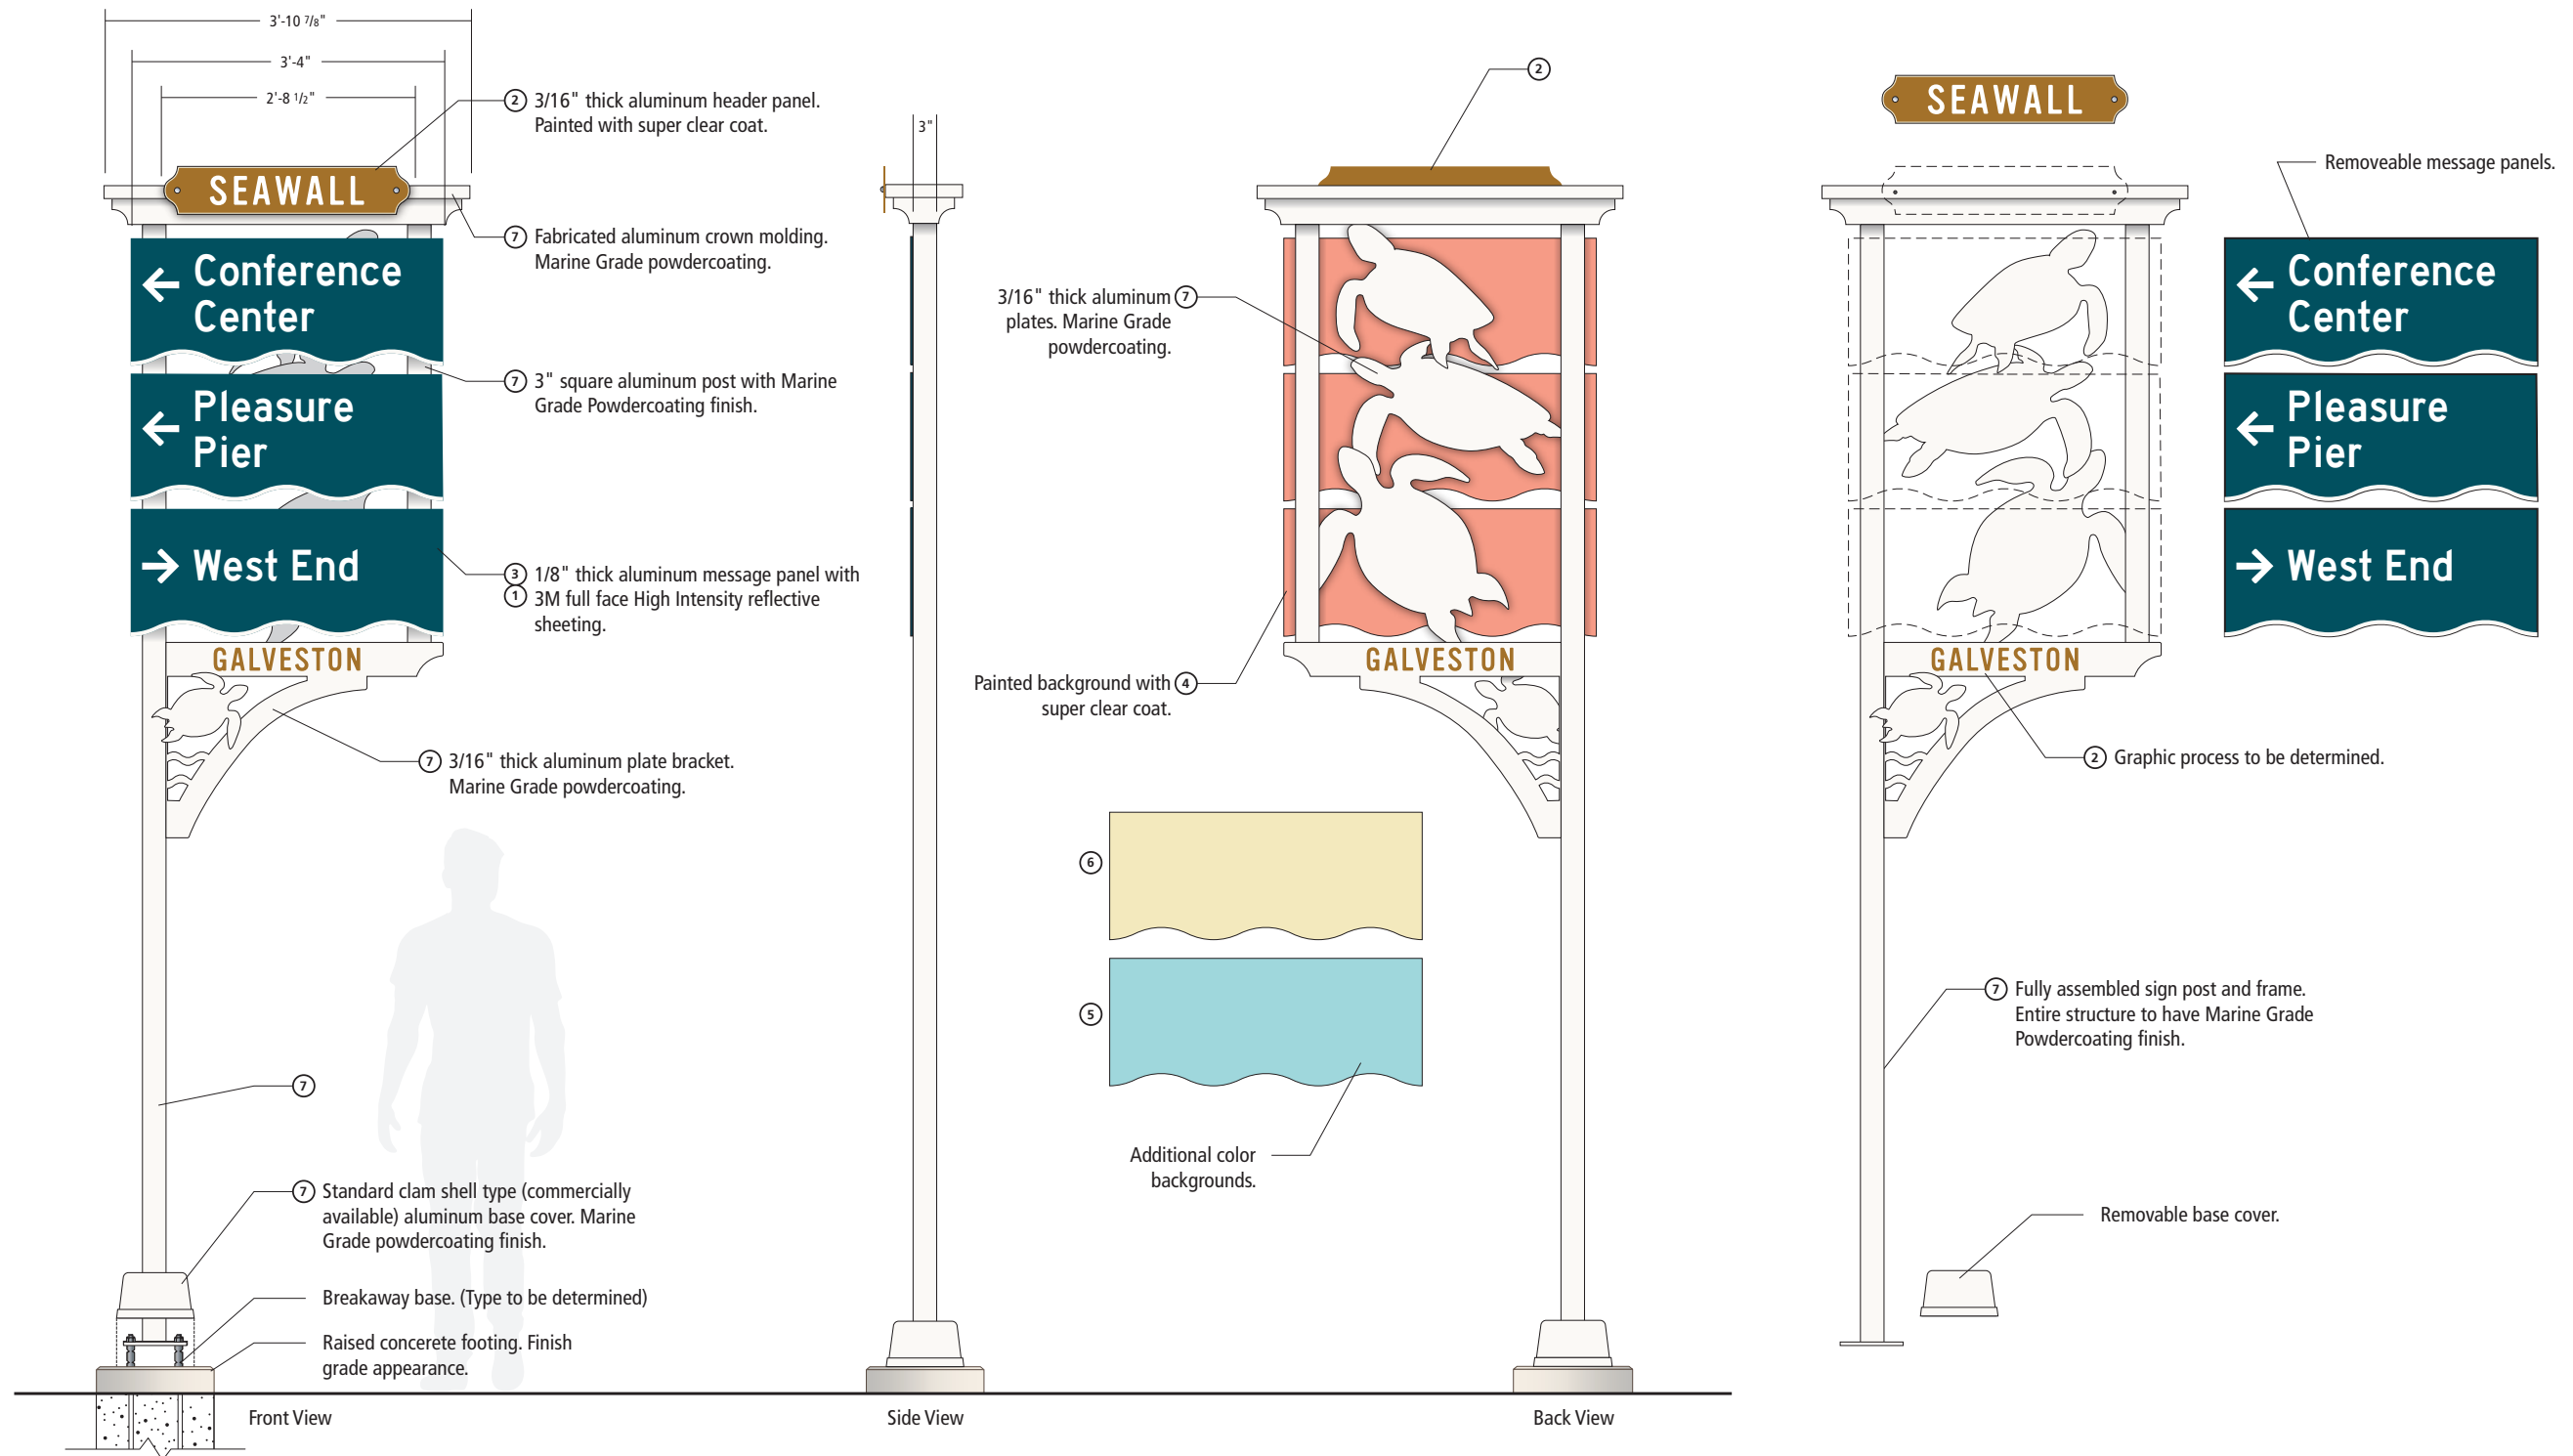 3'-10 7/8"
3'-4"
2'-8 1/2"
2 3/16" thick aluminum header panel.
Painted with super clear coat.
SEAWALL
7 Fabricated aluminum crown molding.
Marine Grade powdercoating.
← Conference
Center
7 3" square aluminum post with Marine
Grade Powdercoating finish.
← Pleasure
Pier
→ West End
3 1/8" thick aluminum message panel with
1 3M full face High Intensity reflective
sheeting.
GALVESTON
7 3/16" thick aluminum plate bracket.
Marine Grade powdercoating.
7
7 Standard clam shell type (commercially
available) aluminum base cover. Marine
Grade powdercoating finish.
Breakaway base. (Type to be determined)
Raised concerete footing. Finish
grade appearance.
Front View
3"
Side View
2
3/16" thick aluminum 7
plates. Marine Grade
powdercoating.
Painted background with 4
super clear coat.
GALVESTON
6
5
Additional color
backgrounds.
Back View
SEAWALL
Removeable message panels.
← Conference
Center
← Pleasure
Pier
→ West End
GALVESTON
2 Graphic process to be determined.
7 Fully assembled sign post and frame.
Entire structure to have Marine Grade
Powdercoating finish.
Removable base cover.